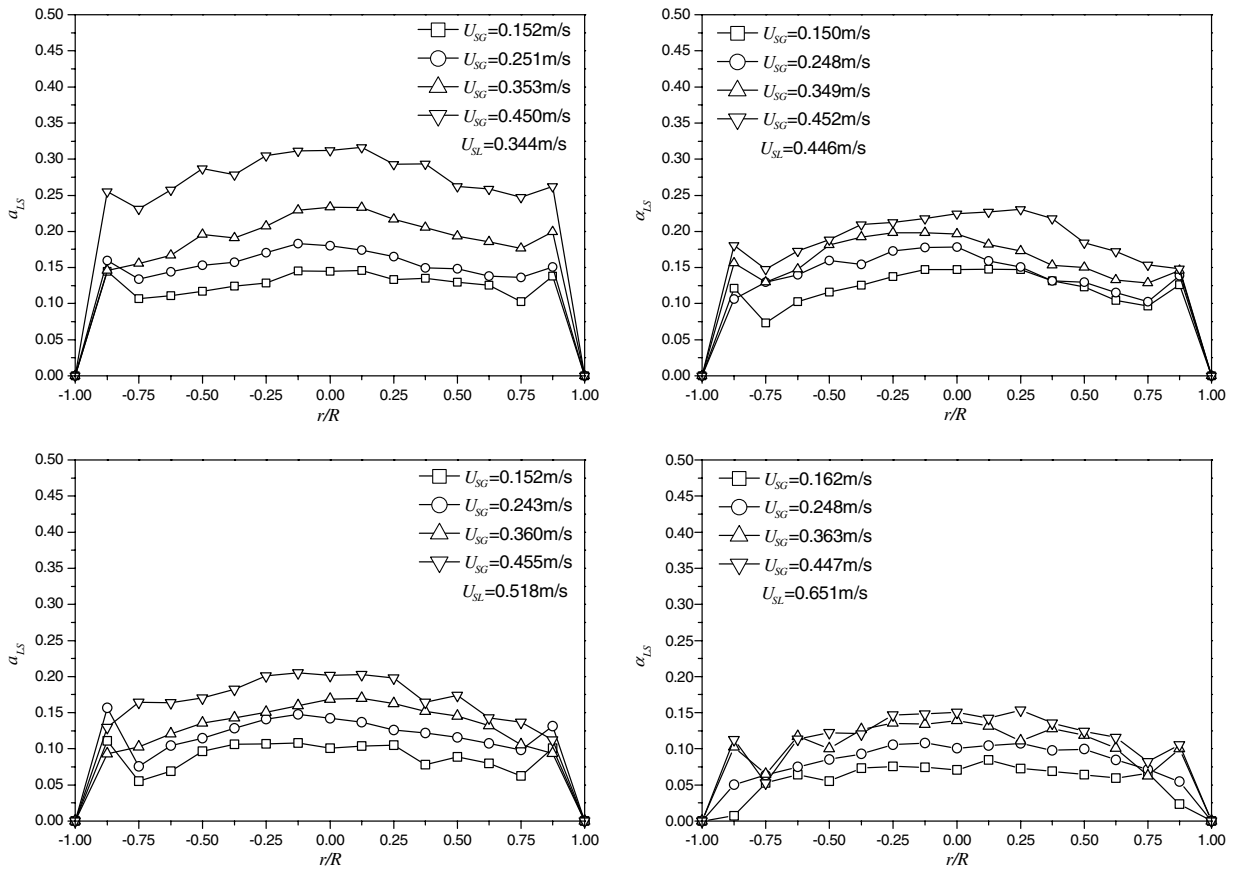 0.50
0.45
0.40
0.35
0.30
0.25
0.20
0.15
0.10
0.05
0.00
a_LS
-1.00 -0.75 -0.50 -0.25 0.00 0.25 0.50 0.75 1.00
r/R
U_SG=0.152m/s
U_SG=0.251m/s
U_SG=0.353m/s
U_SG=0.450m/s
U_SL=0.344m/s
0.50
0.45
0.40
0.35
0.30
0.25
0.20
0.15
0.10
0.05
0.00
α_LS
-1.00 -0.75 -0.50 -0.25 0.00 0.25 0.50 0.75 1.00
r/R
U_SG=0.150m/s
U_SG=0.248m/s
U_SG=0.349m/s
U_SG=0.452m/s
U_SL=0.446m/s
0.50
0.45
0.40
0.35
0.30
0.25
0.20
0.15
0.10
0.05
0.00
a_LS
-1.00 -0.75 -0.50 -0.25 0.00 0.25 0.50 0.75 1.00
r/R
U_SG=0.152m/s
U_SG=0.243m/s
U_SG=0.360m/s
U_SG=0.455m/s
U_SL=0.518m/s
0.50
0.45
0.40
0.35
0.30
0.25
0.20
0.15
0.10
0.05
0.00
α_LS
-1.00 -0.75 -0.50 -0.25 0.00 0.25 0.50 0.75 1.00
r/R
U_SG=0.162m/s
U_SG=0.248m/s
U_SG=0.363m/s
U_SG=0.447m/s
U_SL=0.651m/s